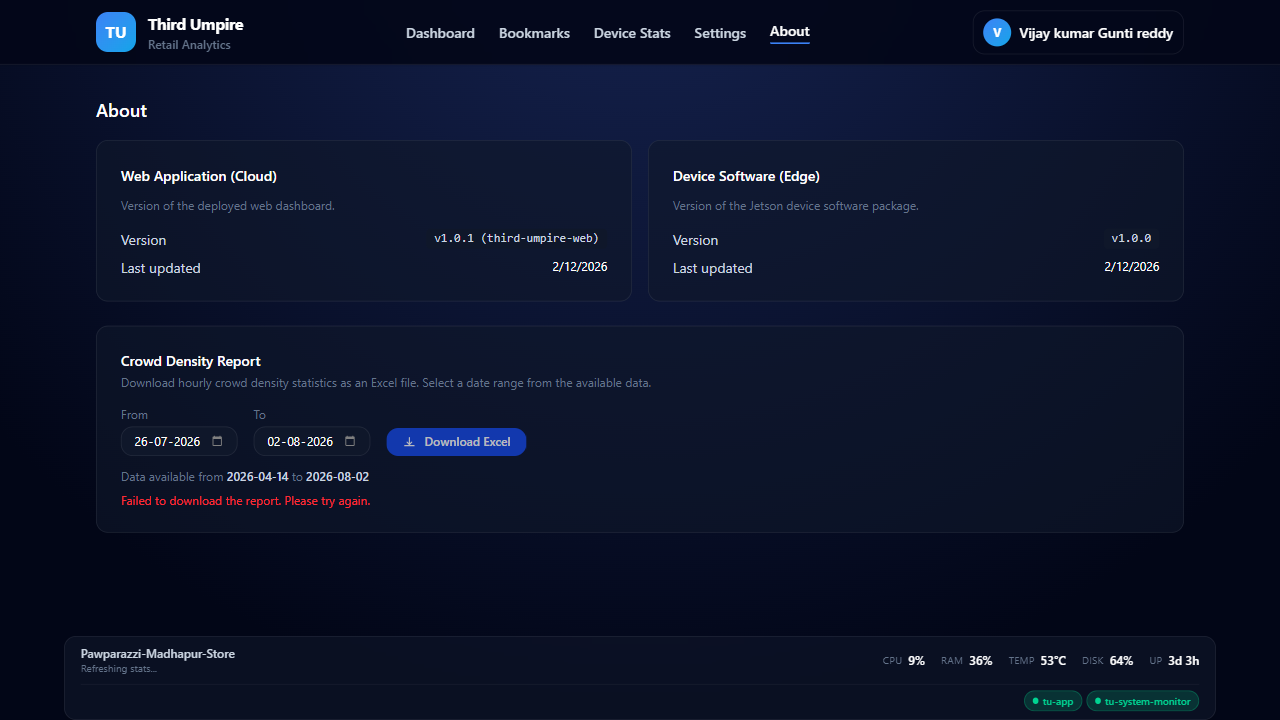 TU
Third Umpire
Retail Analytics
Dashboard
Bookmarks
Device Stats
Settings
About
V
Vijay kumar Gunti reddy
About
Web Application (Cloud)
Version of the deployed web dashboard.
Version
v1.0.1 (third-umpire-web)
Last updated
2/12/2026
Device Software (Edge)
Version of the Jetson device software package.
Version
v1.0.0
Last updated
2/12/2026
Crowd Density Report
Download hourly crowd density statistics as an Excel file. Select a date range from the available data.
From
To
26-07-2026
02-08-2026
Download Excel
Data available from 2026-04-14 to 2026-08-02
Failed to download the report. Please try again.
Pawparazzi-Madhapur-Store
Refreshing stats...
CPU 9%
RAM 36%
TEMP 53°C
DISK 64%
UP 3d 3h
tu-app
tu-system-monitor